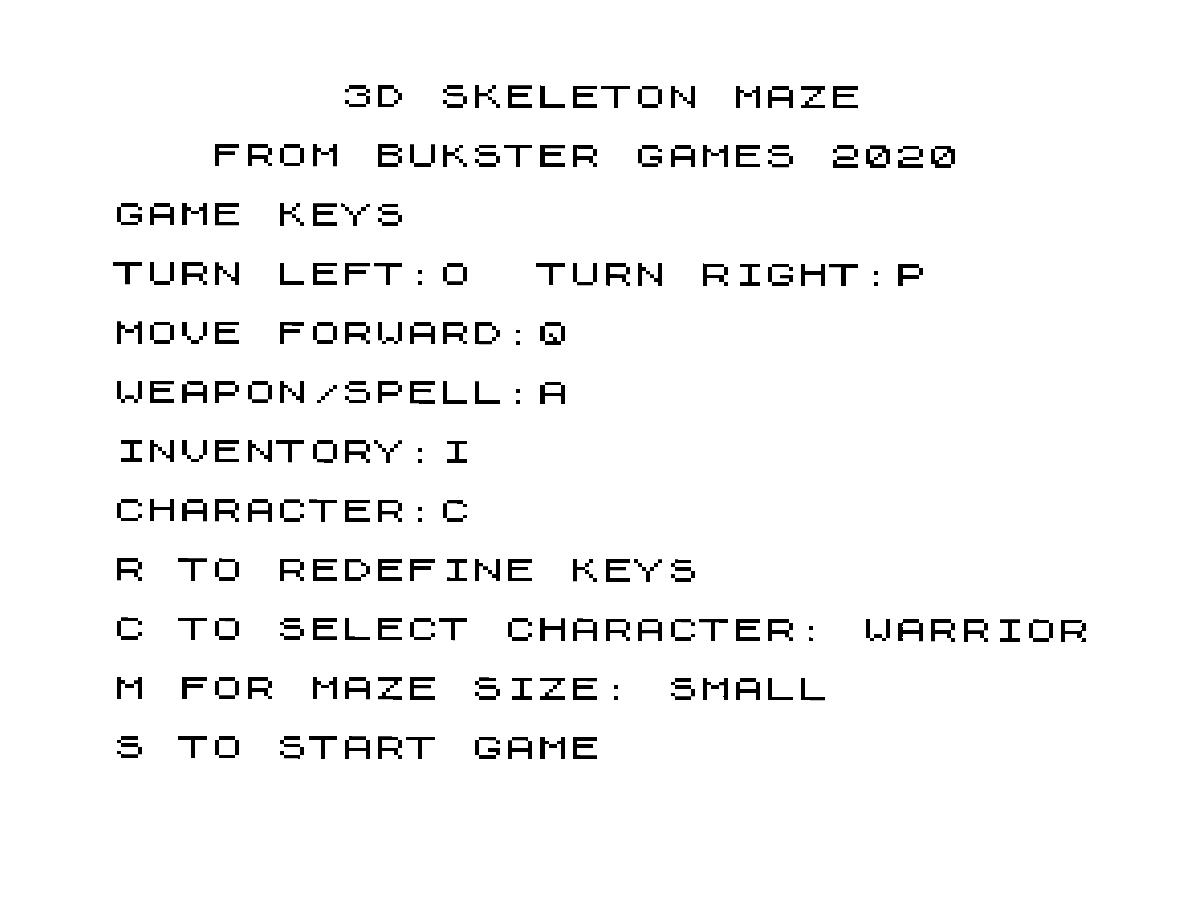 3D SKELETON MAZE
FROM BUKSTER GAMES 2020
GAME KEYS
TURN LEFT:O  TURN RIGHT:P
MOVE FORWARD:Q
WEAPON/SPELL:A
INVENTORY:I
CHARACTER:C
R TO REDEFINE KEYS
C TO SELECT CHARACTER: WARRIOR
M FOR MAZE SIZE: SMALL
S TO START GAME